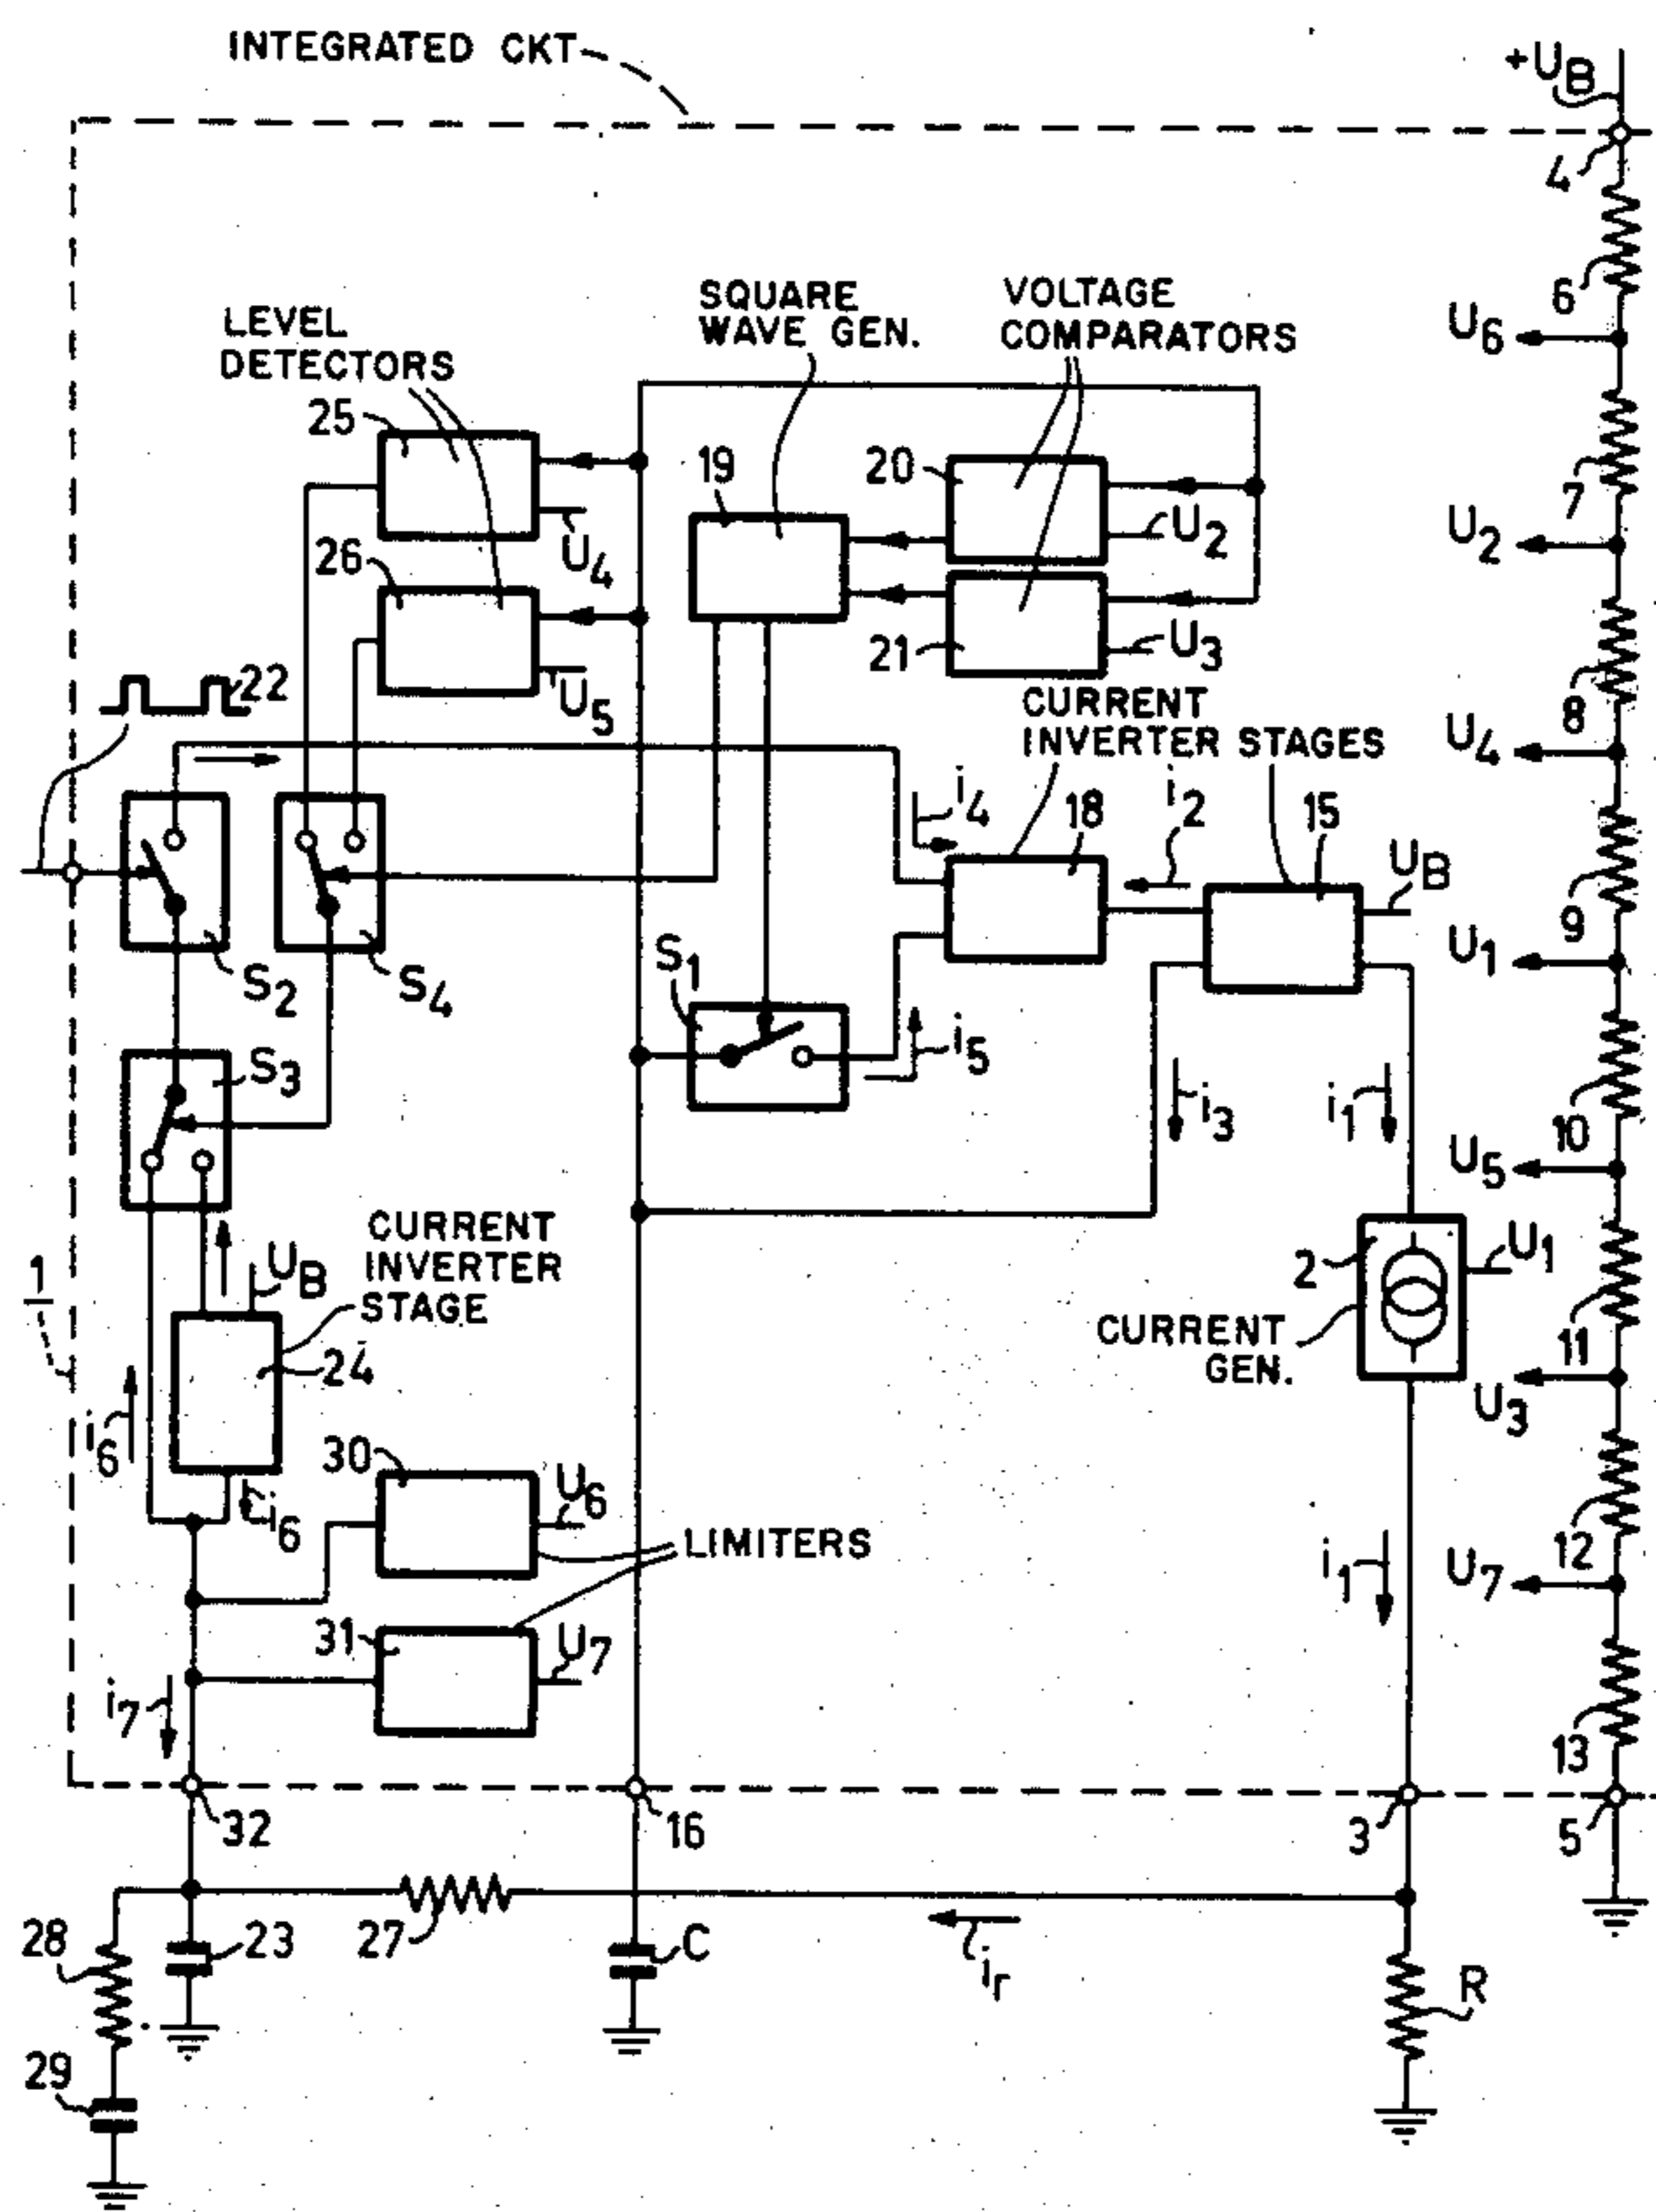 INTEGRATED CKT
+UB
4
6
U6
SQUARE
WAVE GEN.
VOLTAGE
COMPARATORS
LEVEL
DETECTORS
25
19
20
7
U2
U4
U2
26
21
U3
U5
22
8
U4
CURRENT
INVERTER STAGES
i4
18
i2
15
UB
9
U1
S2
S4
S1
i5
S3
i3
i1
10
U5
1
CURRENT
INVERTER
STAGE
UB
24
2
U1
CURRENT
GEN.
11
U3
i6
i6
30
U6
LIMITERS
i1
12
U7
31
U7
i7
13
32
16
3
5
28
23
27
C
ir
R
29